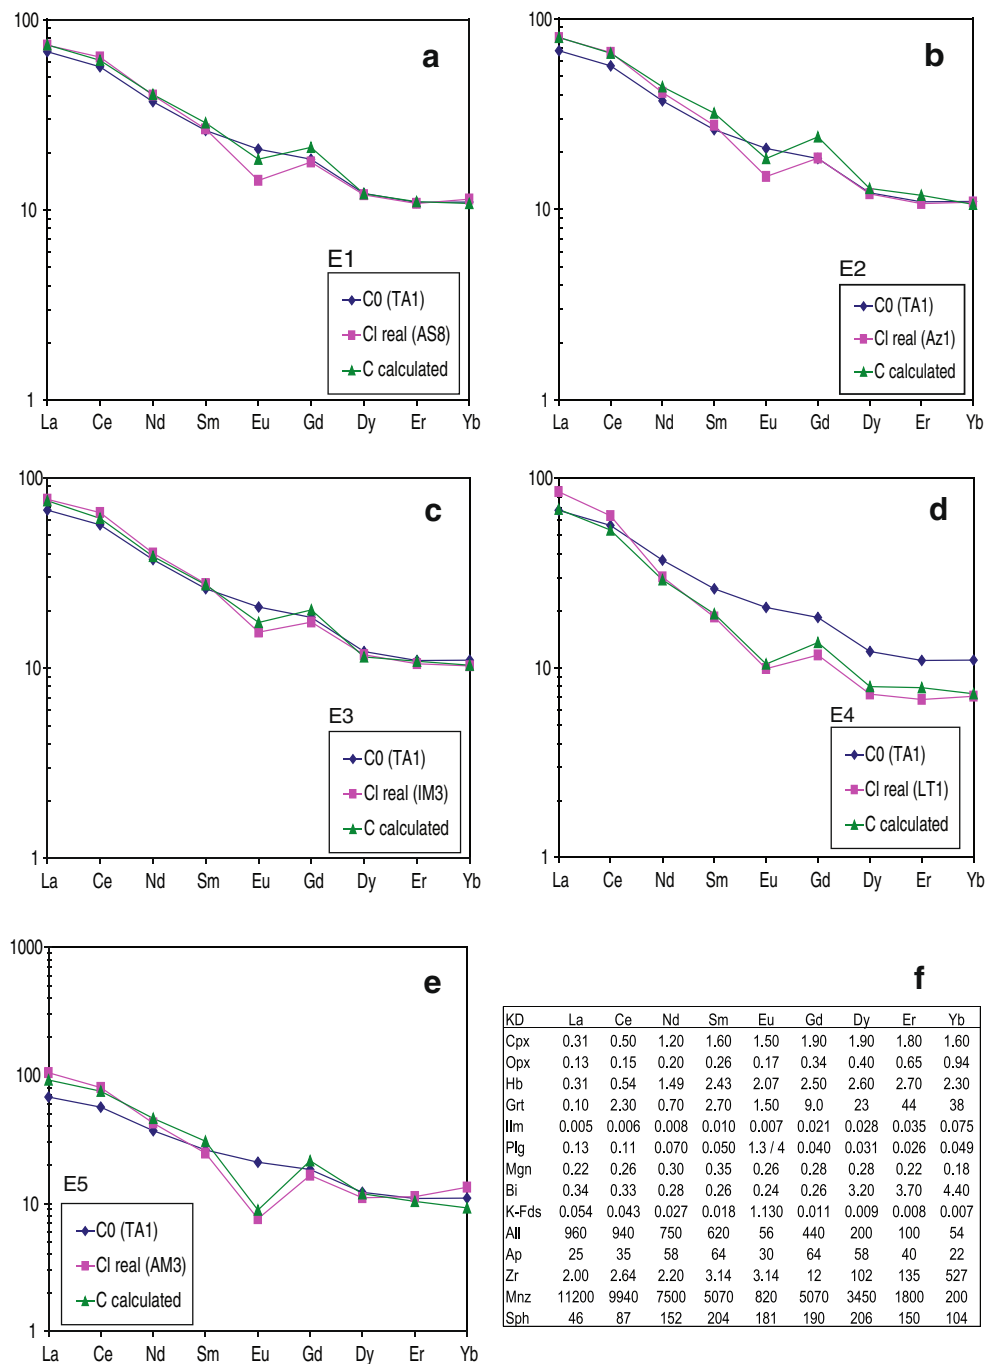 a
100
10
1
E1
C0 (TA1)
Cl real (AS8)
C calculated
La Ce Nd Sm Eu Gd Dy Er Yb
b
100
10
1
E2
C0 (TA1)
Cl real (Az1)
C calculated
La Ce Nd Sm Eu Gd Dy Er Yb
c
100
10
1
E3
C0 (TA1)
Cl real (IM3)
C calculated
La Ce Nd Sm Eu Gd Dy Er Yb
d
100
10
1
E4
C0 (TA1)
Cl real (LT1)
C calculated
La Ce Nd Sm Eu Gd Dy Er Yb
e
1000
100
10
1
E5
C0 (TA1)
Cl real (AM3)
C calculated
La Ce Nd Sm Eu Gd Dy Er Yb
f
KD La Ce Nd Sm Eu Gd Dy Er Yb
Cpx 0.31 0.50 1.20 1.60 1.50 1.90 1.90 1.80 1.60
Opx 0.13 0.15 0.20 0.26 0.17 0.34 0.40 0.65 0.94
Hb 0.31 0.54 1.49 2.43 2.07 2.50 2.60 2.70 2.30
Grt 0.10 2.30 0.70 2.70 1.50 9.0 23 44 38
Ilm 0.005 0.006 0.008 0.010 0.007 0.021 0.028 0.035 0.075
Plg 0.13 0.11 0.070 0.050 1.3 / 4 0.040 0.031 0.026 0.049
Mgn 0.22 0.26 0.30 0.35 0.26 0.28 0.28 0.22 0.18
Bi 0.34 0.33 0.28 0.26 0.24 0.26 3.20 3.70 4.40
K-Fds 0.054 0.043 0.027 0.018 1.130 0.011 0.009 0.008 0.007
All 960 940 750 620 56 440 200 100 54
Ap 25 35 58 64 30 64 58 40 22
Zr 2.00 2.64 2.20 3.14 3.14 12 102 135 527
Mnz 11200 9940 7500 5070 820 5070 3450 1800 200
Sph 46 87 152 204 181 190 206 150 104